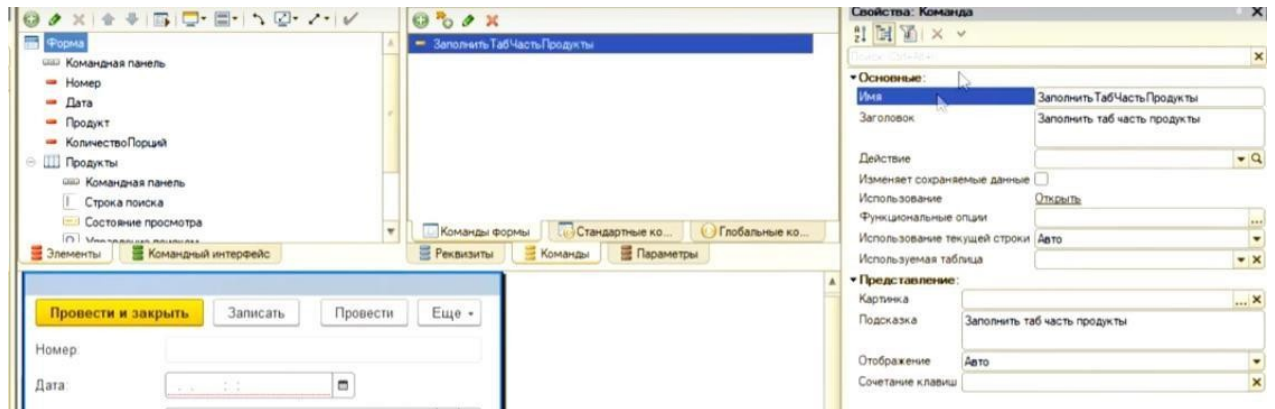 Форма
Командная панель
Номер
Дата
Продукт
КоличествоПорций
Продукты
Командная панель
Строка поиска
Состояние просмотра
Элементы
Командный интерфейс
ЗаполнитьТабЧастьПродукты
Команды формы
Стандартные ко...
Глобальные ко...
Реквизиты
Команды
Параметры
Провести и закрыть
Записать
Провести
Еще
Номер:
Дата:
Свойства: Команда
Основные:
Имя ЗаполнитьТабЧастьПродукты
Заголовок Заполнить таб часть продукты
Действие
Изменяет сохраняемые данные
Использование Открыть
Функциональные опции
Использование текущей строки Авто
Используемая таблица
Представление:
Картинка
Подсказка Заполнить таб часть продукты
Отображение Авто
Сочетание клавиш